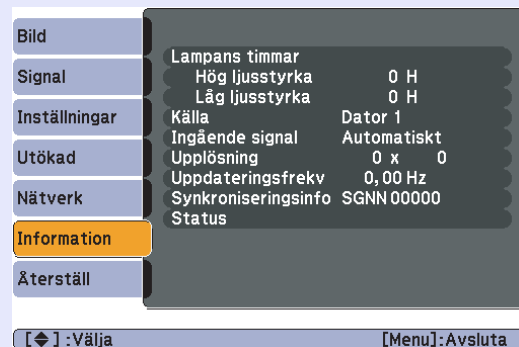 Bild
Signal
Inställningar
Utökad
Nätverk
Information
Återställ
Lampans timmar
Hög ljusstyrka 0 H
Låg ljusstyrka 0 H
Källa Dator 1
Ingående signal Automatiskt
Upplösning 0 x 0
Uppdateringsfrekv 0,00 Hz
Synkroniseringsinfo SGNN 00000
Status
[◆] :Välja [Menu]:Avsluta